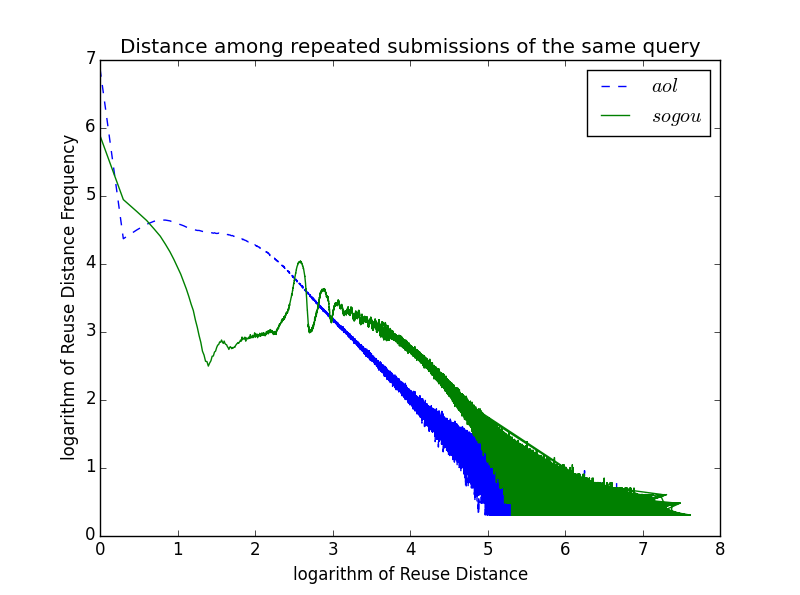 Distance among repeated submissions of the same query
aol
sogou
logarithm of Reuse Distance Frequency
7
6
5
4
3
2
1
0
0 1 2 3 4 5 6 7 8
logarithm of Reuse Distance